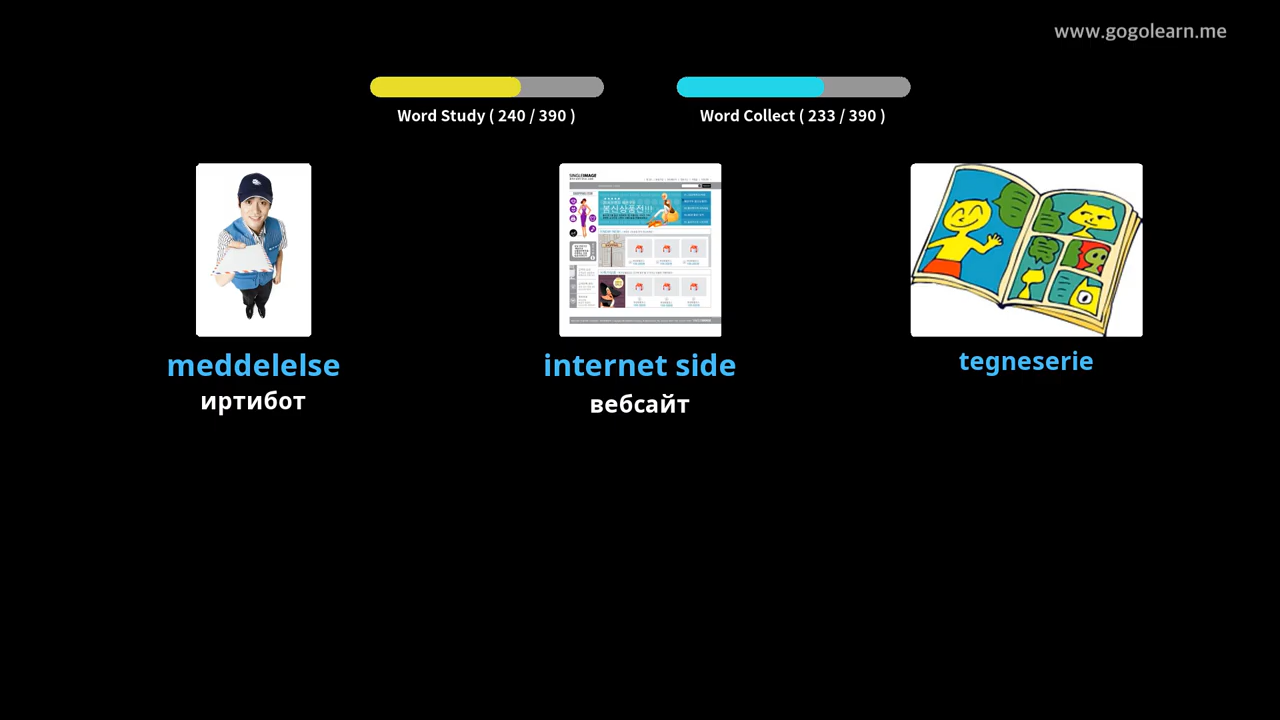 www.gogolearn.me
Word Study ( 240 / 390 )
Word Collect ( 233 / 390 )
meddelelse
иртибот
internet side
вебсайт
tegneserie